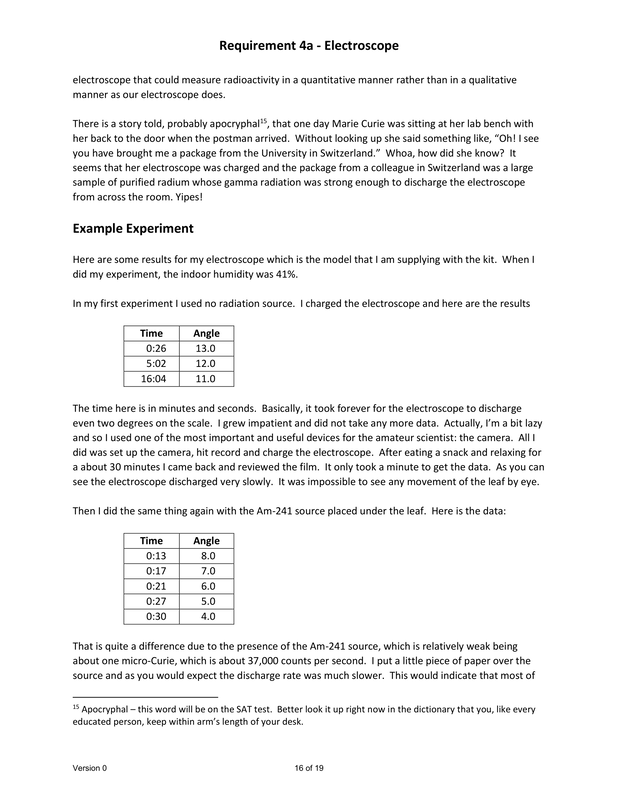 Requirement 4a - Electroscope
electroscope that could measure radioactivity in a quantitative manner rather than in a qualitative
manner as our electroscope does.
There is a story told, probably apocryphal15, that one day Marie Curie was sitting at her lab bench with
her back to the door when the postman arrived.  Without looking up she said something like, “Oh! I see
you have brought me a package from the University in Switzerland.”  Whoa, how did she know?  It
seems that her electroscope was charged and the package from a colleague in Switzerland was a large
sample of purified radium whose gamma radiation was strong enough to discharge the electroscope
from across the room. Yipes!
Example Experiment
Here are some results for my electroscope which is the model that I am supplying with the kit.  When I
did my experiment, the indoor humidity was 41%.
In my first experiment I used no radiation source.  I charged the electroscope and here are the results
Time Angle
0:26 13.0
5:02 12.0
16:04 11.0
The time here is in minutes and seconds.  Basically, it took forever for the electroscope to discharge
even two degrees on the scale.  I grew impatient and did not take any more data.  Actually, I’m a bit lazy
and so I used one of the most important and useful devices for the amateur scientist: the camera.  All I
did was set up the camera, hit record and charge the electroscope.  After eating a snack and relaxing for
a about 30 minutes I came back and reviewed the film.  It only took a minute to get the data.  As you can
see the electroscope discharged very slowly.  It was impossible to see any movement of the leaf by eye.
Then I did the same thing again with the Am-241 source placed under the leaf.  Here is the data:
Time Angle
0:13 8.0
0:17 7.0
0:21 6.0
0:27 5.0
0:30 4.0
That is quite a difference due to the presence of the Am-241 source, which is relatively weak being
about one micro-Curie, which is about 37,000 counts per second.  I put a little piece of paper over the
source and as you would expect the discharge rate was much slower.  This would indicate that most of
15 Apocryphal – this word will be on the SAT test.  Better look it up right now in the dictionary that you, like every
educated person, keep within arm’s length of your desk.
Version 0 16 of 19